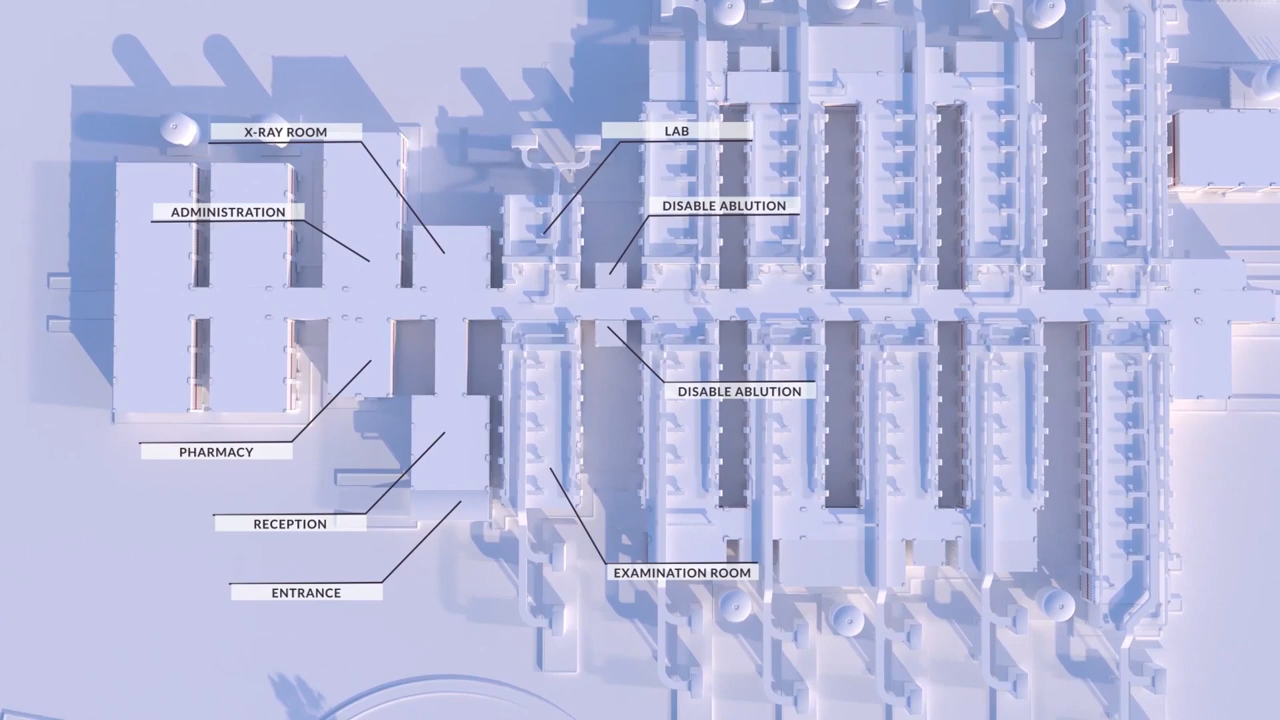 X-RAY ROOM
LAB
ADMINISTRATION
DISABLE ABLUTION
DISABLE ABLUTION
PHARMACY
RECEPTION
EXAMINATION ROOM
ENTRANCE